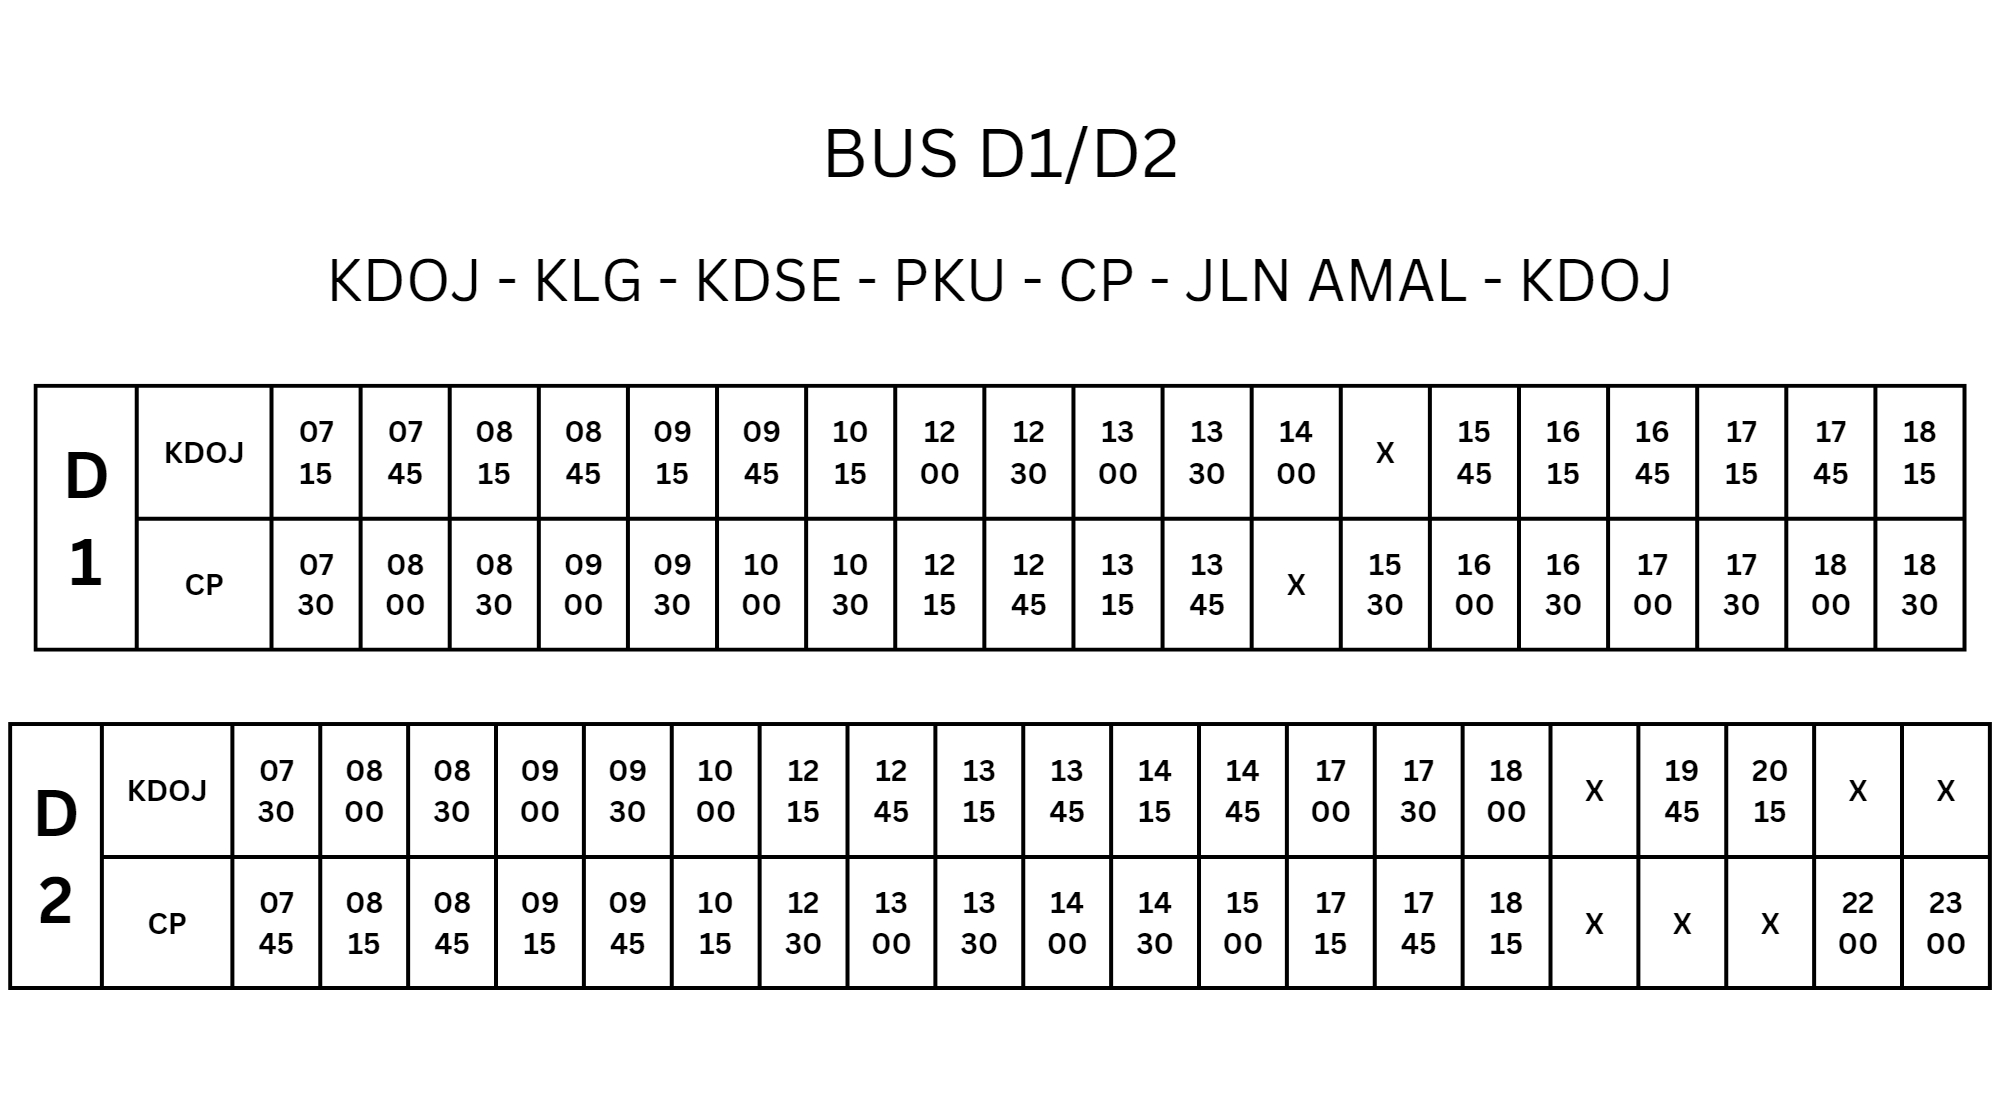 BUS D1/D2
KDOJ - KLG - KDSE - PKU - CP - JLN AMAL - KDOJ
D
1
KDOJ 07 07 08 08 09 09 10 12 12 13 13 14 X 15 16 16 17 17 18
15 45 15 45 15 45 15 00 30 00 30 00 45 15 45 15 45 15
CP 07 08 08 09 09 10 10 12 12 13 13 X 15 16 16 17 17 18 18
30 00 30 00 30 00 30 15 45 15 45 30 00 30 00 30 00 30
D
2
KDOJ 07 08 08 09 09 10 12 12 13 13 14 14 17 17 18 X 19 20 X X
30 00 30 00 30 00 15 45 15 45 15 45 00 30 00 45 15
CP 07 08 08 09 09 10 12 13 13 14 14 15 17 17 18 X X X 22 23
45 15 45 15 45 15 30 00 30 00 30 00 15 45 15 00 00